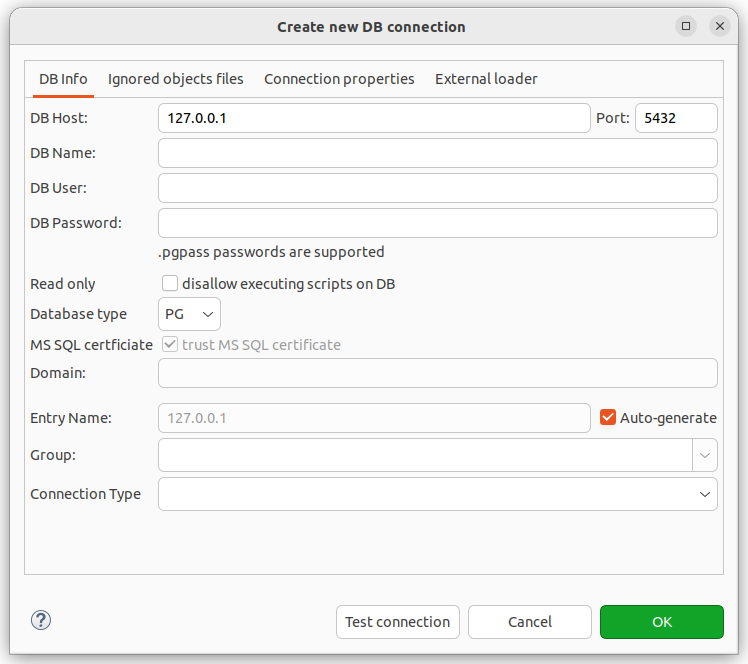 Create new DB connection
DB Info Ignored objects files Connection properties External loader
DB Host: 127.0.0.1 Port: 5432
DB Name:
DB User:
DB Password:
.pgpass passwords are supported
Read only disallow executing scripts on DB
Database type PG
MS SQL certficiate trust MS SQL certificate
Domain:
Entry Name: 127.0.0.1 Auto-generate
Group:
Connection Type
? Test connection Cancel OK